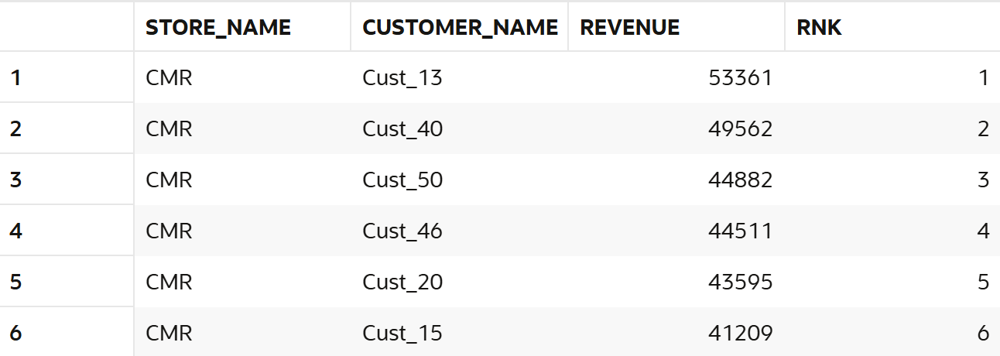 STORE_NAME CUSTOMER_NAME REVENUE RNK
1 CMR Cust_13 53361 1
2 CMR Cust_40 49562 2
3 CMR Cust_50 44882 3
4 CMR Cust_46 44511 4
5 CMR Cust_20 43595 5
6 CMR Cust_15 41209 6